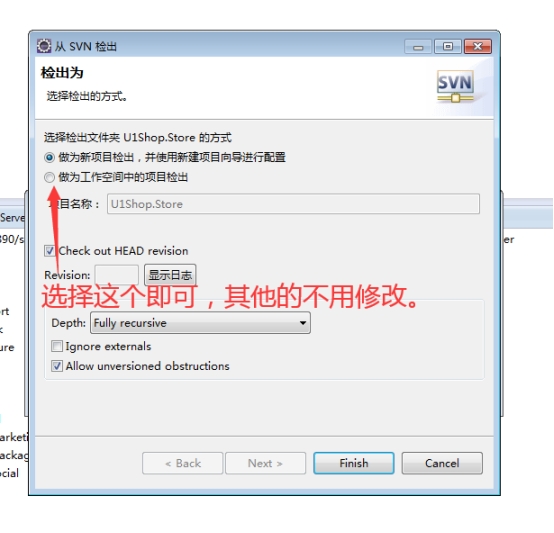 从 SVN 检出
检出为
选择检出的方式。
SVN
选择检出文件夹 U1Shop.Store 的方式
做为新项目检出，并使用新建项目向导进行配置
做为工作空间中的项目检出
项目名称： U1Shop.Store
Serve
390/s
er
Check out HEAD revision
Revision: 显示日志
选择这个即可，其他的不用修改。
ort
Depth: Fully recursive
ure
Ignore externals
Allow unversioned obstructions
arketi
ackag
ocial
< Back Next > Finish Cancel